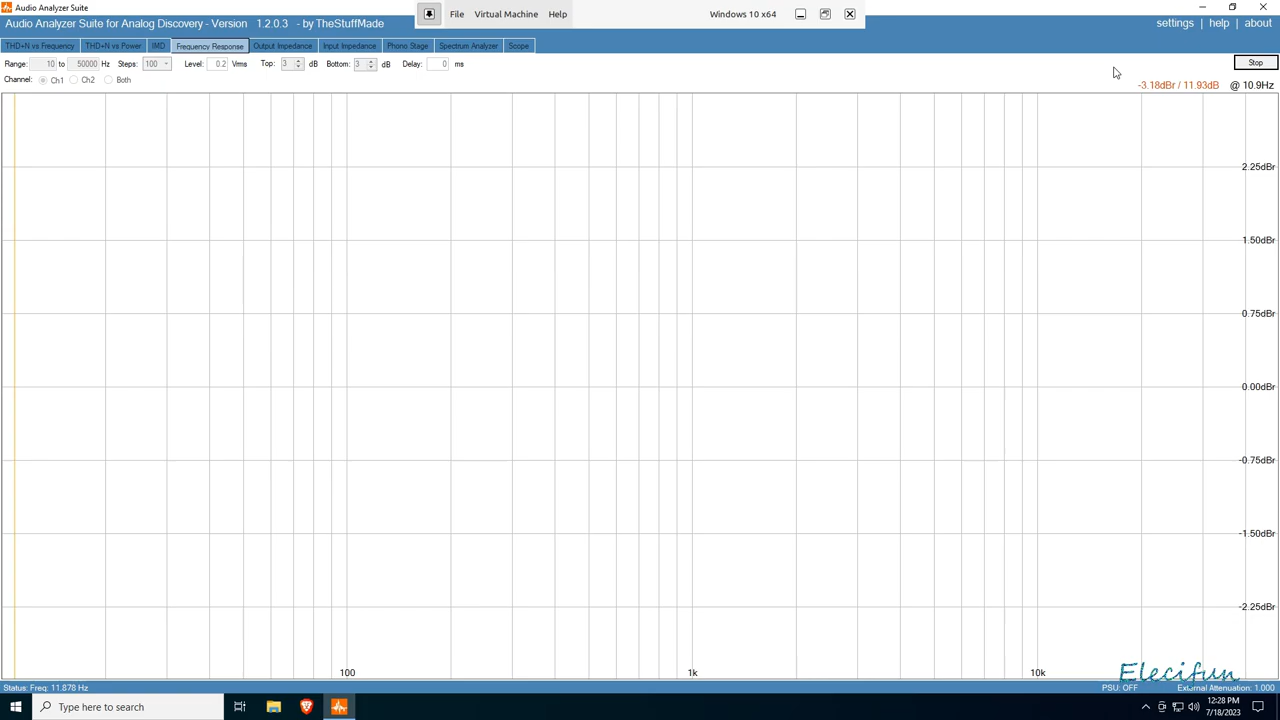 Audio Analyzer Suite
File Virtual Machine Help Windows 10 x64
Audio Analyzer Suite for Analog Discovery - Version 1.2.0.3 - by TheStuffMade
settings | help | about
THD+N vs Frequency THD+N vs Power IMD Frequency Response Output Impedance Input Impedance Phono Stage Spectrum Analyzer Scope
Range: 10 to 50000 Hz Steps: 100 Level: 0.2 Vrms Top: 3 dB Bottom: 3 dB Delay: 0 ms Stop
Channel: Ch1 Ch2 Both
-3.18dBr / 11.93dB @ 10.9Hz
2.25dBr
1.50dBr
0.75dBr
0.00dBr
-0.75dBr
-1.50dBr
-2.25dBr
100 1k 10k
Elecifun
Status: Freq: 11.878 Hz PSU: OFF External Attenuation: 1.000
Type here to search
12:28 PM
7/18/2023